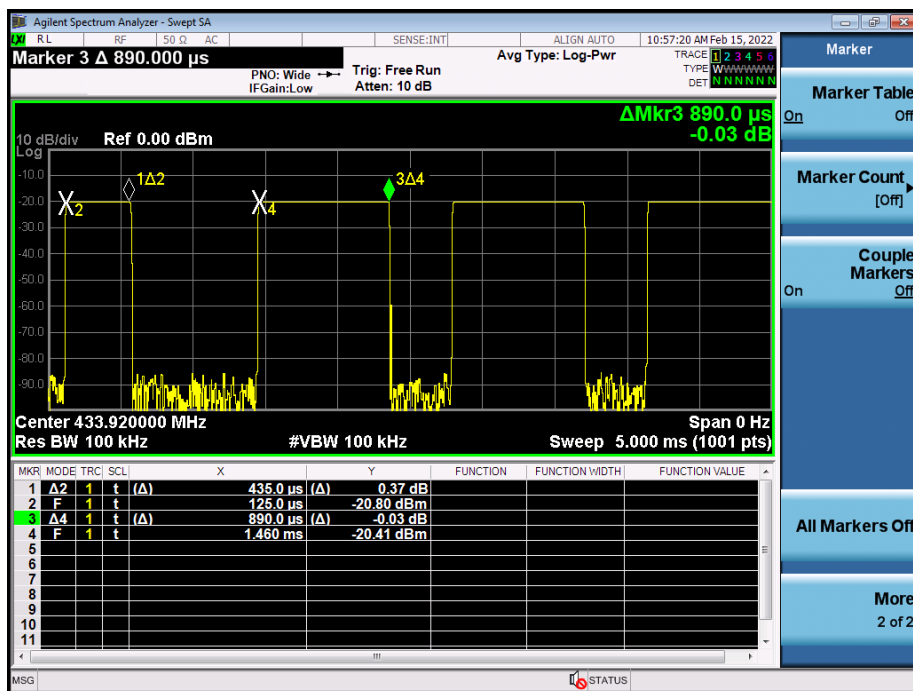 Agilent Spectrum Analyzer - Swept SA
LXI RL RF 50 Ω AC SENSE:INT ALIGN AUTO 10:57:20 AM Feb 15, 2022
Marker 3 Δ 890.000 μs
PNO: Wide
IFGain:Low
Trig: Free Run
Atten: 10 dB
Avg Type: Log-Pwr
TRACE 1 2 3 4 5 6
TYPE WWWWWW
DET N N N N N N
ΔMkr3 890.0 μs
-0.03 dB
10 dB/div Ref 0.00 dBm
Log
-10.0
-20.0
-30.0
-40.0
-50.0
-60.0
-70.0
-80.0
-90.0
X2
1Δ2
X4
3Δ4
Center 433.920000 MHz Span 0 Hz
Res BW 100 kHz #VBW 100 kHz Sweep 5.000 ms (1001 pts)
MKR MODE TRC SCL X Y FUNCTION FUNCTION WIDTH FUNCTION VALUE
1 Δ2 1 t (Δ) 435.0 μs (Δ) 0.37 dB
2 F 1 t 125.0 μs -20.80 dBm
3 Δ4 1 t (Δ) 890.0 μs (Δ) -0.03 dB
4 F 1 t 1.460 ms -20.41 dBm
5
6
7
8
9
10
11
MSG STATUS
Marker
Marker Table
On Off
Marker Count
[Off]
Couple
Markers
On Off
All Markers Off
More
2 of 2